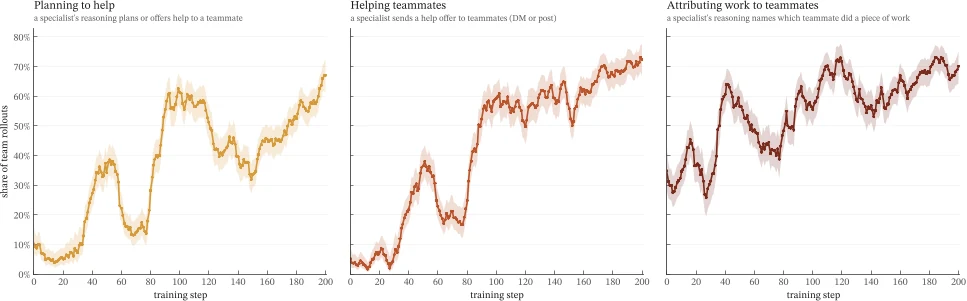 Planning to help
a specialist's reasoning plans or offers help to a teammate
Helping teammates
a specialist sends a help offer to teammates (DM or post)
Attributing work to teammates
a specialist's reasoning names which teammate did a piece of work
share of team rollouts
80%
70%
60%
50%
40%
30%
20%
10%
0%
0 20 40 60 80 100 120 140 160 180 200
training step
0 20 40 60 80 100 120 140 160 180 200
training step
0 20 40 60 80 100 120 140 160 180 200
training step